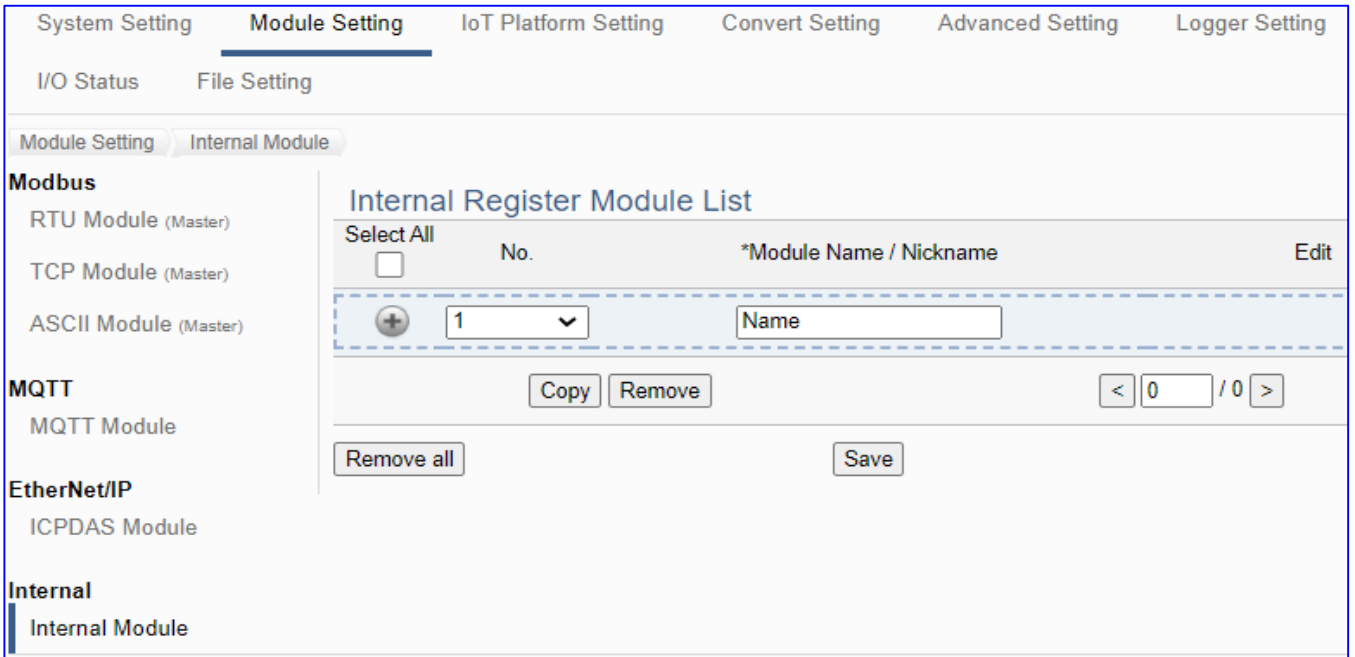 System Setting Module Setting IoT Platform Setting Convert Setting Advanced Setting Logger Setting
I/O Status File Setting
Module Setting Internal Module
Modbus
RTU Module (Master)
TCP Module (Master)
ASCII Module (Master)
MQTT
MQTT Module
EtherNet/IP
ICPDAS Module
Internal
Internal Module
Internal Register Module List
Select All No. *Module Name / Nickname Edit
1 Name
Copy Remove < 0 / 0 >
Remove all Save